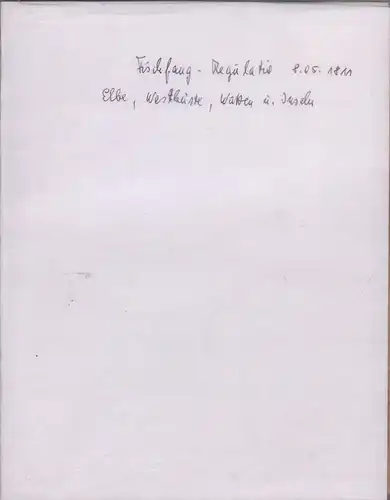 Fischfang - Regulativ 8.05.1811
Elbe, Westküste, Watten u. Inseln